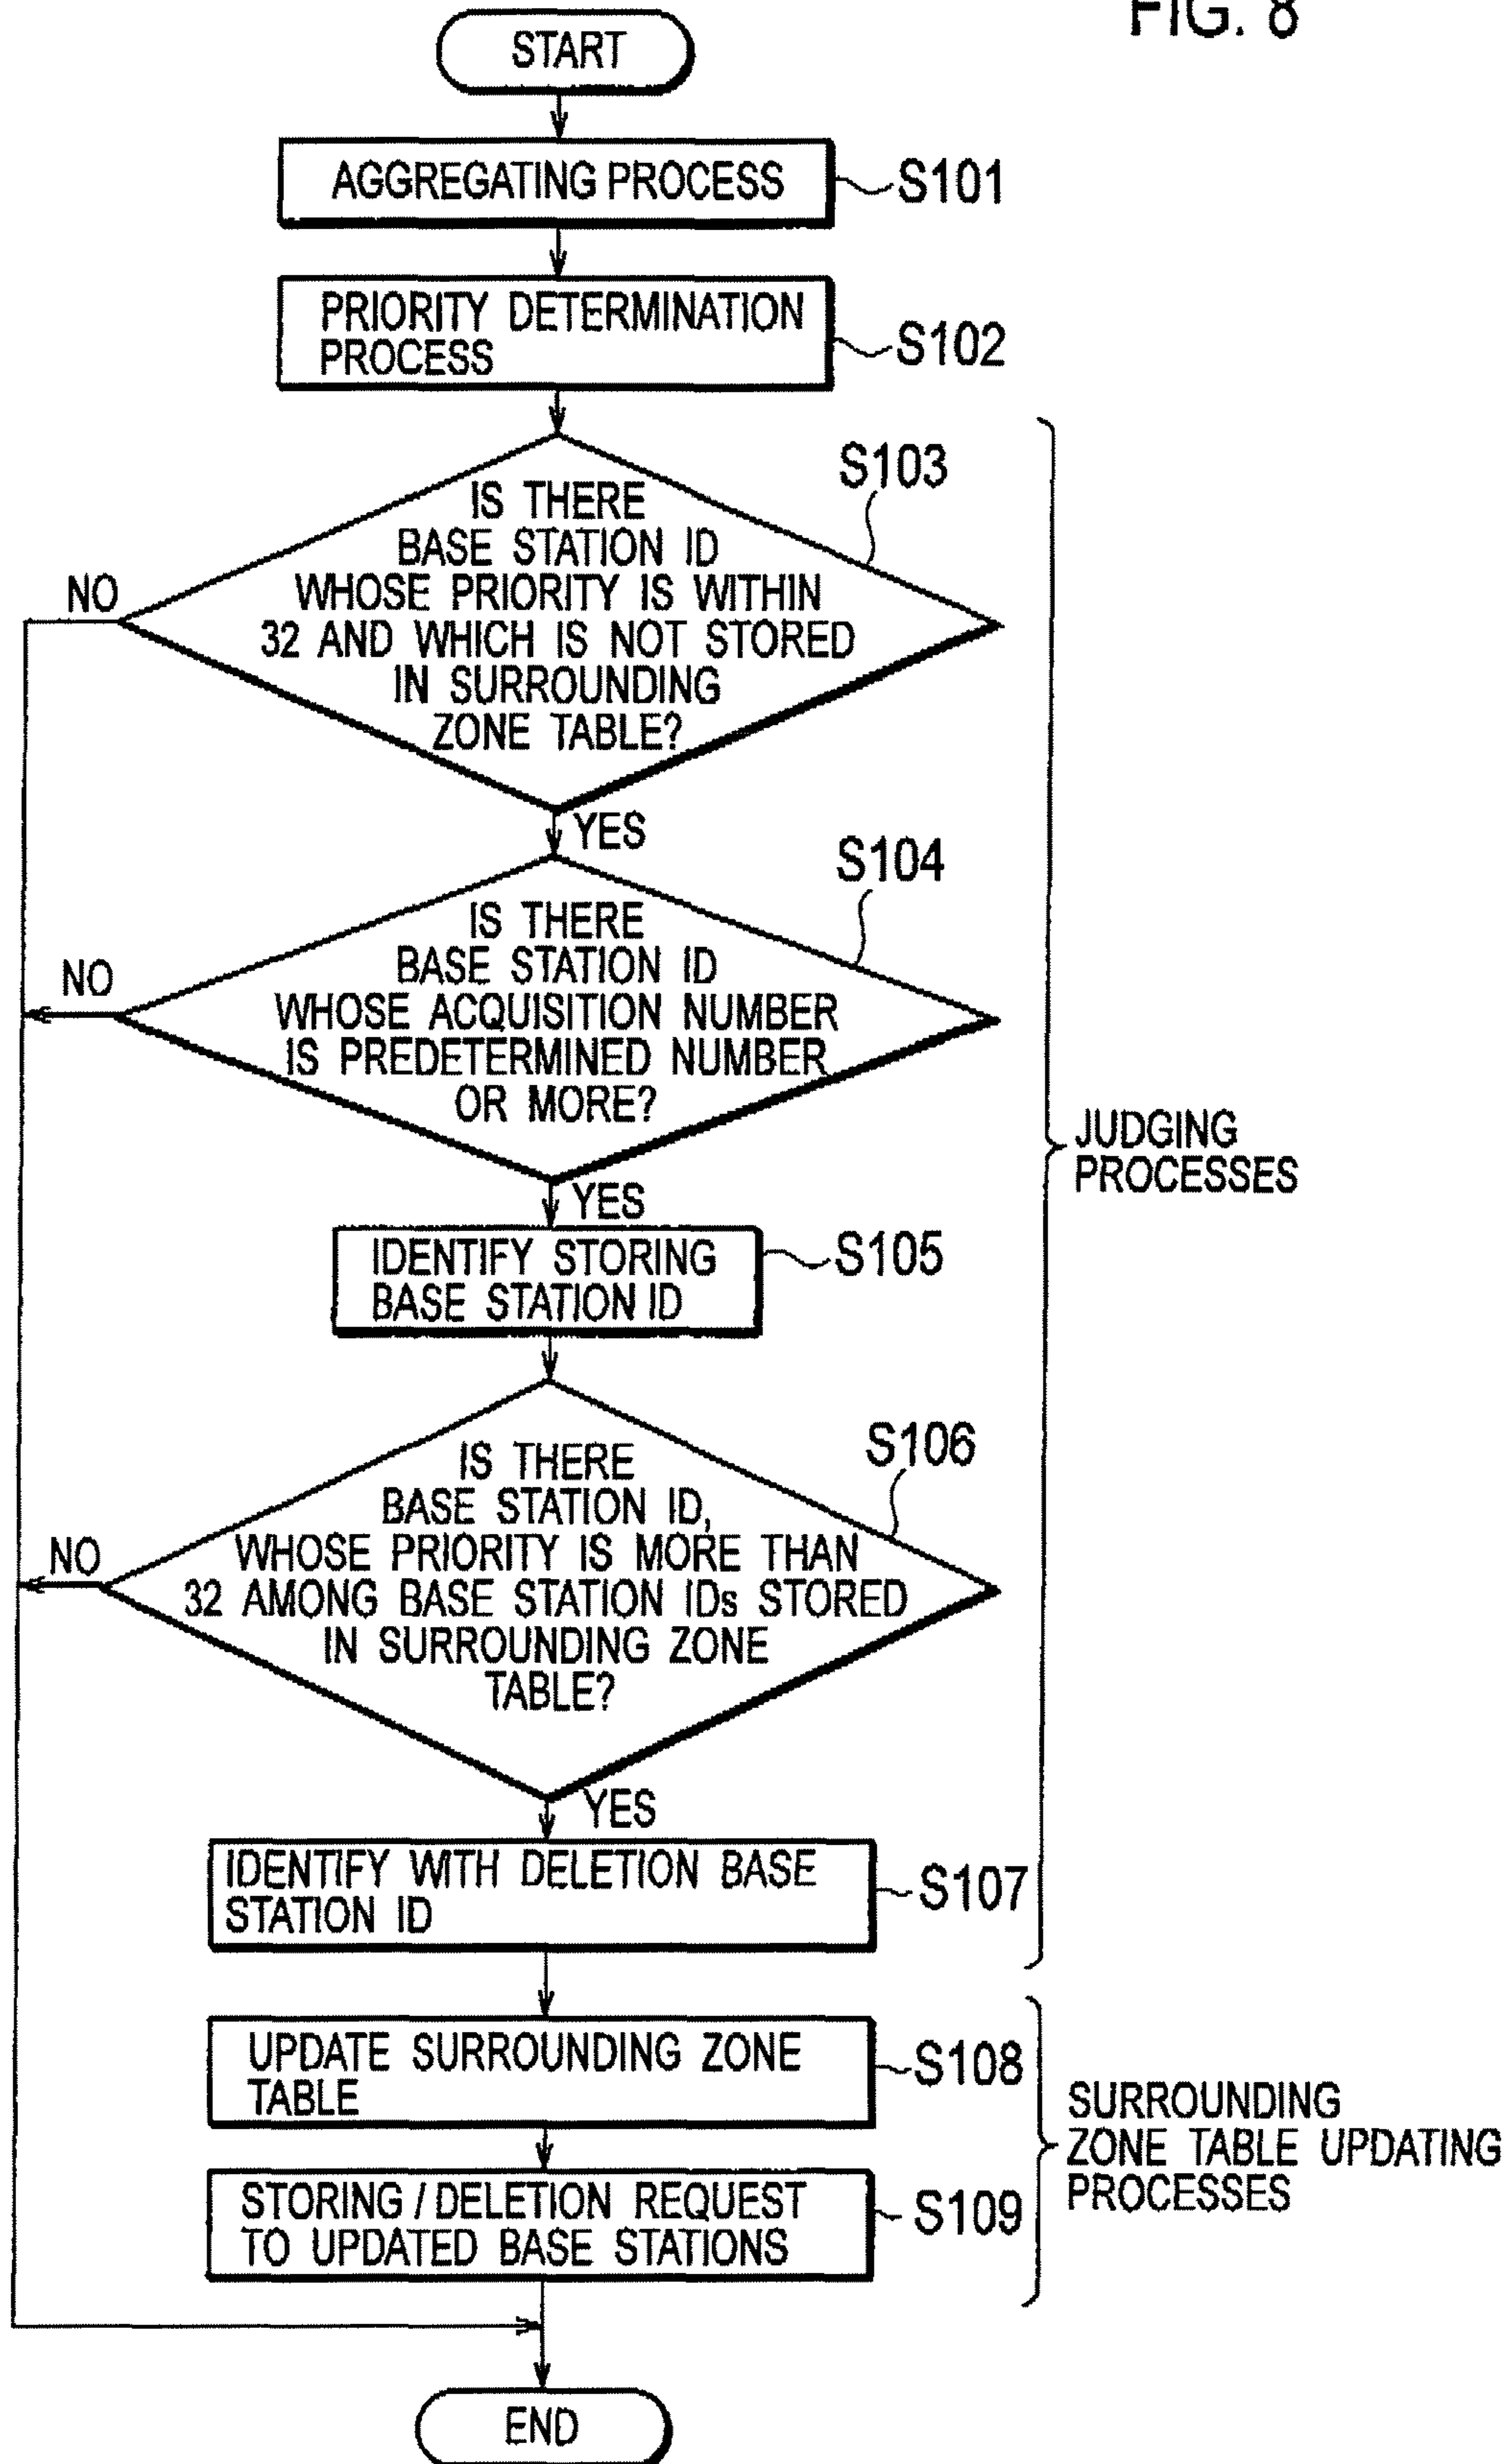 FIG. 8
START
AGGREGATING PROCESS
S101
PRIORITY DETERMINATION
PROCESS
S102
S103
IS THERE
BASE STATION ID
WHOSE PRIORITY IS WITHIN
32 AND WHICH IS NOT STORED
IN SURROUNDING
ZONE TABLE?
NO
YES
S104
IS THERE
BASE STATION ID
WHOSE ACQUISITION NUMBER
IS PREDETERMINED NUMBER
OR MORE?
NO
YES
JUDGING
PROCESSES
IDENTIFY STORING
BASE STATION ID
S105
S106
IS THERE
BASE STATION ID,
WHOSE PRIORITY IS MORE THAN
32 AMONG BASE STATION IDs STORED
IN SURROUNDING ZONE
TABLE?
NO
YES
IDENTIFY WITH DELETION BASE
STATION ID
S107
UPDATE SURROUNDING ZONE
TABLE
S108
SURROUNDING
ZONE TABLE UPDATING
PROCESSES
STORING / DELETION REQUEST
TO UPDATED BASE STATIONS
S109
END